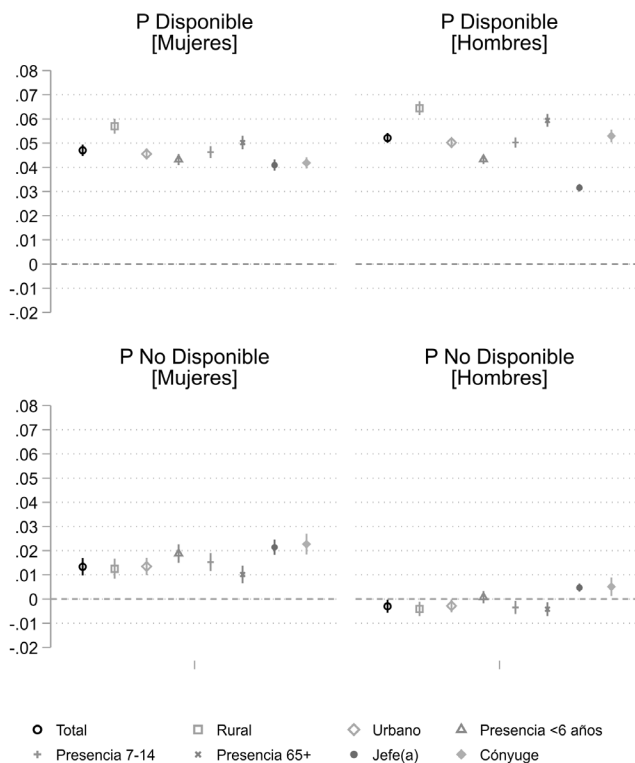 P Disponible
[Mujeres]
P Disponible
[Hombres]
.08
.07
.06
.05
.04
.03
.02
.01
0
-.01
-.02
P No Disponible
[Mujeres]
P No Disponible
[Hombres]
.08
.07
.06
.05
.04
.03
.02
.01
0
-.01
-.02
Total Rural Urbano Presencia <6 años
Presencia 7-14 Presencia 65+ Jefe(a) Cónyuge